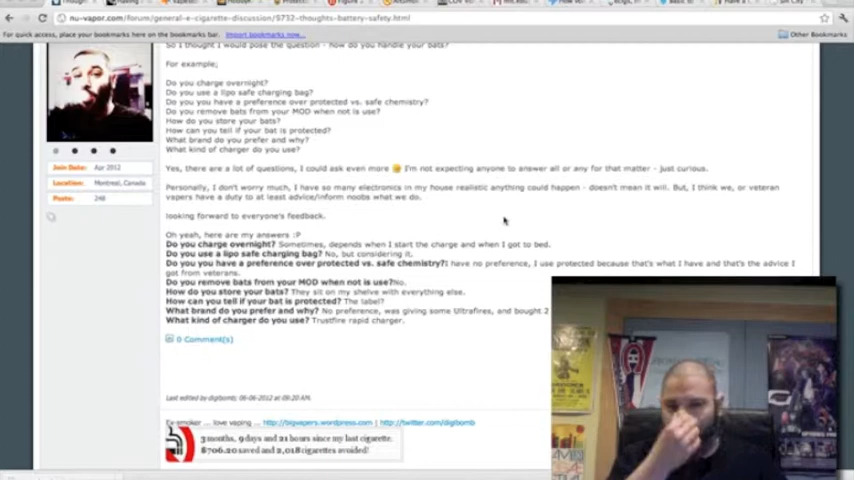 nu-vapor.com/forum/general-e-cigarette-discussion/9732-thoughts-battery-safety.html
For quick access, place your bookmarks here on the bookmarks bar. Import bookmarks now...
Other Bookmarks
So I thought I would pose the question - how do you handle your bats?
For example;
Do you charge overnight?
Do you use a lipo safe charging bag?
Do you you have a preference over protected vs. safe chemistry?
Do you remove bats from your MOD when not is use?
How do you store your bats?
How can you tell if your bat is protected?
What brand do you prefer and why?
What kind of charger do you use?
Join Date: Apr 2012
Location: Montreal, Canada
Posts: 248
Yes, there are a lot of questions, I could ask even more I'm not expecting anyone to answer all or any for that matter - just curious.
Personally, I don't worry much, I have so many electronics in my house realistic anything could happen - doesn't mean it will. But, I think we, or veteran
vapers have a duty to at least advice/inform noobs what we do.
looking forward to everyone's feedback.
Oh yeah, here are my answers :P
Do you charge overnight? Sometimes, depends when I start the charge and when I got to bed.
Do you use a lipo safe charging bag? No, but considering it.
Do you you have a preference over protected vs. safe chemistry?I have no preference, I use protected because that's what I have and that's the advice I
got from veterans.
Do you remove bats from your MOD when not is use?No.
How do you store your bats? They sit on my shelve with everything else.
How can you tell if your bat is protected? The label?
What brand do you prefer and why? No preference, was giving some Ultrafires, and bought 2
What kind of charger do you use? Trustfire rapid charger.
0 Comment(s)
Last edited by digibomb; 06-06-2012 at
Ex-smoker ... love vaping ... http://bigvapers.wordpress.com | http://twitter.com/digibomb
3 months, 9 days and 21 hours since my last cigarette.
$706.20 saved and 2,018 cigarettes avoided!